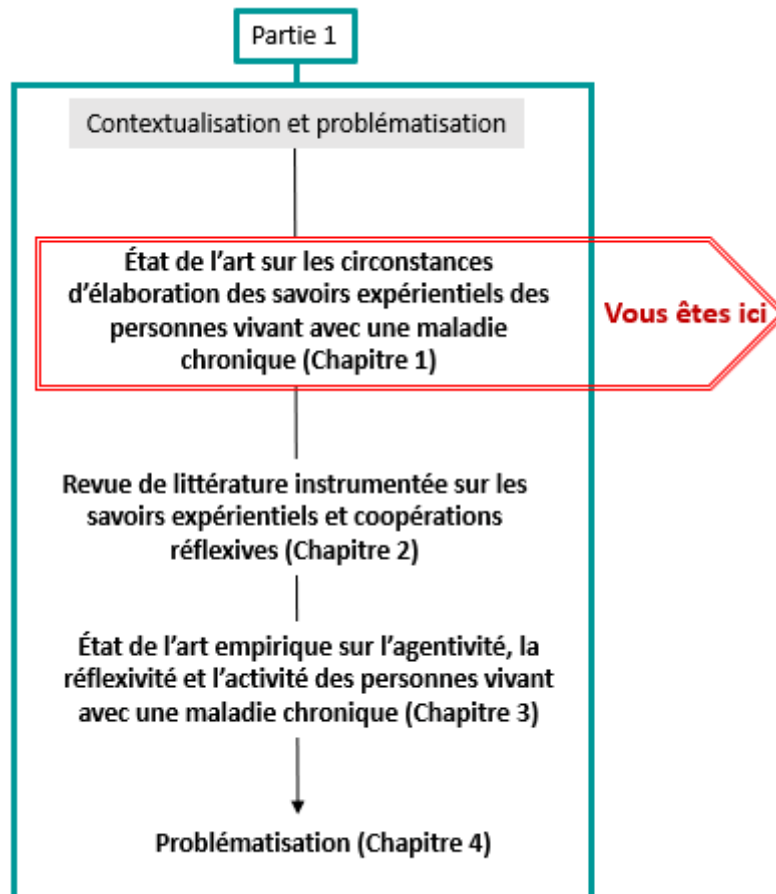 Partie 1
Contextualisation et problématisation
État de l’art sur les circonstances
d’élaboration des savoirs expérientiels des
personnes vivant avec une maladie
chronique (Chapitre 1)
Vous êtes ici
Revue de littérature instrumentée sur les
savoirs expérientiels et coopérations
réflexives (Chapitre 2)
État de l’art empirique sur l’agentivité, la
réflexivité et l’activité des personnes vivant
avec une maladie chronique (Chapitre 3)
Problématisation (Chapitre 4)